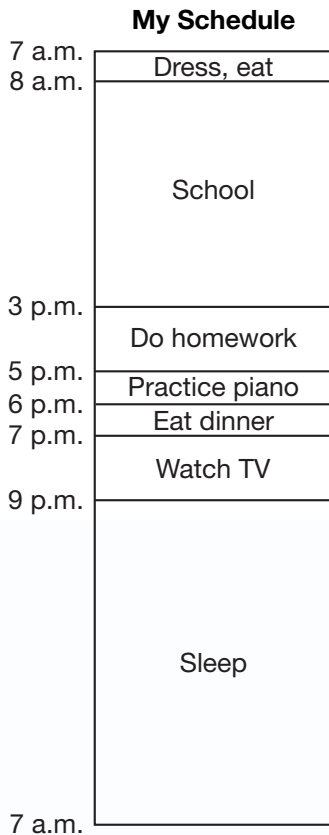 My Schedule
7 a.m.
Dress, eat
8 a.m.
School
3 p.m.
Do homework
5 p.m.
Practice piano
6 p.m.
Eat dinner
7 p.m.
Watch TV
9 p.m.
Sleep
7 a.m.